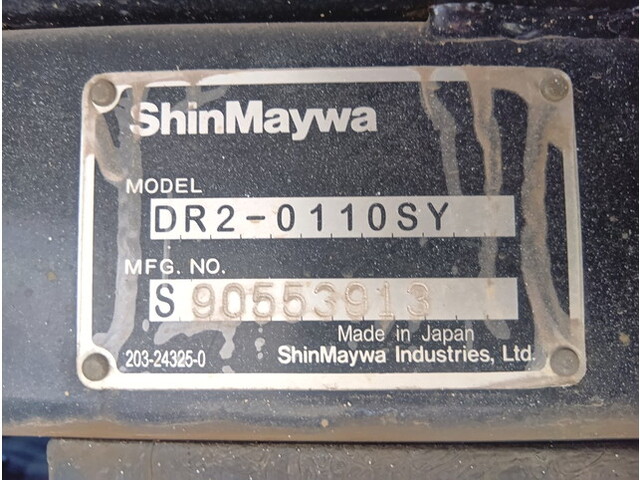 ShinMaywa
MODEL
DR2-0110SY
MFG. NO.
S 90553913
Made in Japan
203-24325-0
ShinMaywa Industries, Ltd.